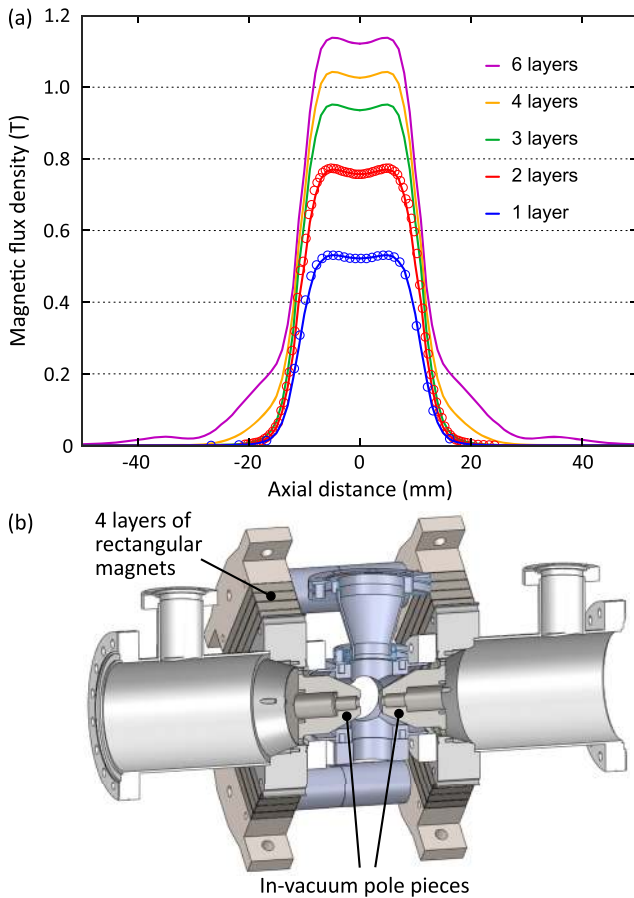 (a)
1.2
1.0
0.8
0.6
0.4
0.2
0
Magnetic flux density (T)
6 layers
4 layers
3 layers
2 layers
1 layer
-40
-20
0
20
40
Axial distance (mm)
(b)
4 layers of
rectangular
magnets
In-vacuum pole pieces